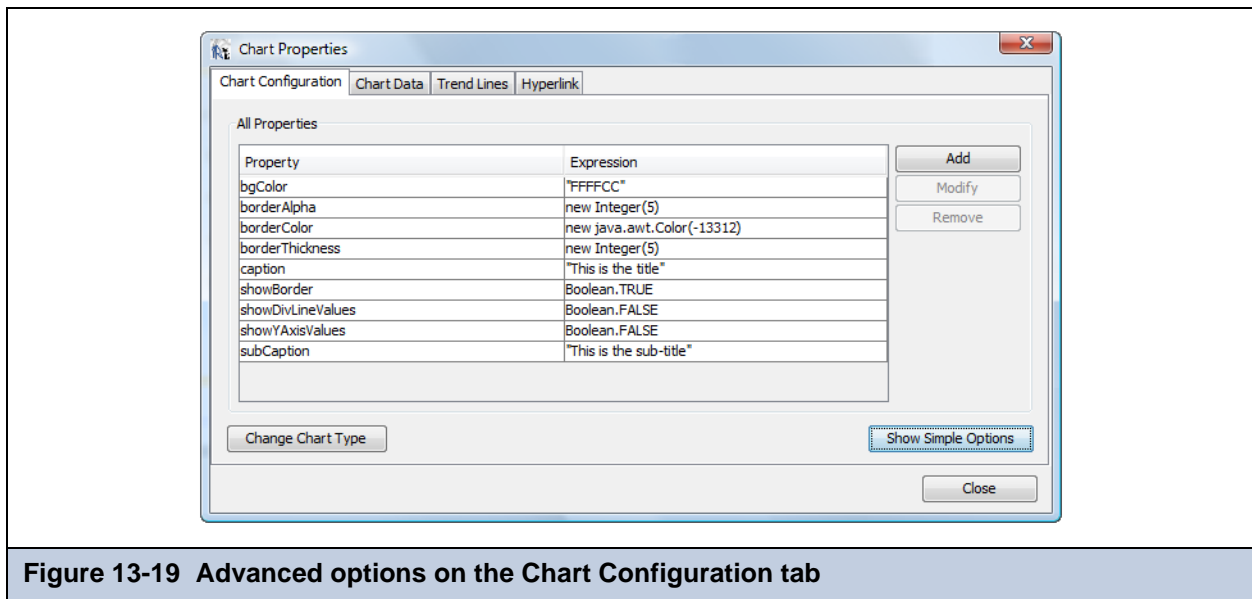 Chart Properties
Chart Configuration Chart Data Trend Lines Hyperlink
All Properties
Property Expression
bgColor "FFFFCC"
borderAlpha new Integer(5)
borderColor new java.awt.Color(-13312)
borderThickness new Integer(5)
caption "This is the title"
showBorder Boolean.TRUE
showDivLineValues Boolean.FALSE
showYAxisValues Boolean.FALSE
subCaption "This is the sub-title"
Add
Modify
Remove
Change Chart Type Show Simple Options
Close
Figure 13-19 Advanced options on the Chart Configuration tab